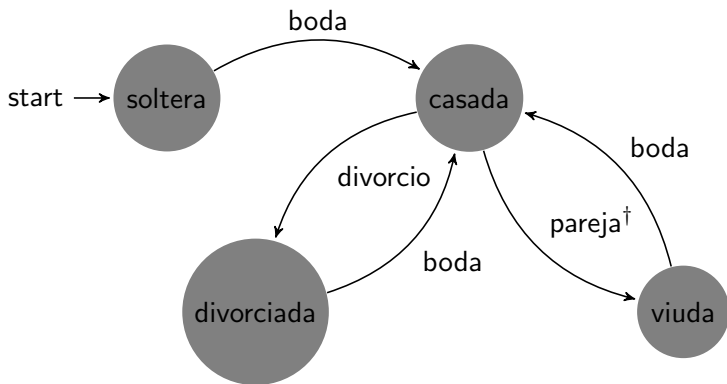 boda
start
soltera
casada
boda
divorcio
pareja†
boda
divorciada
viuda